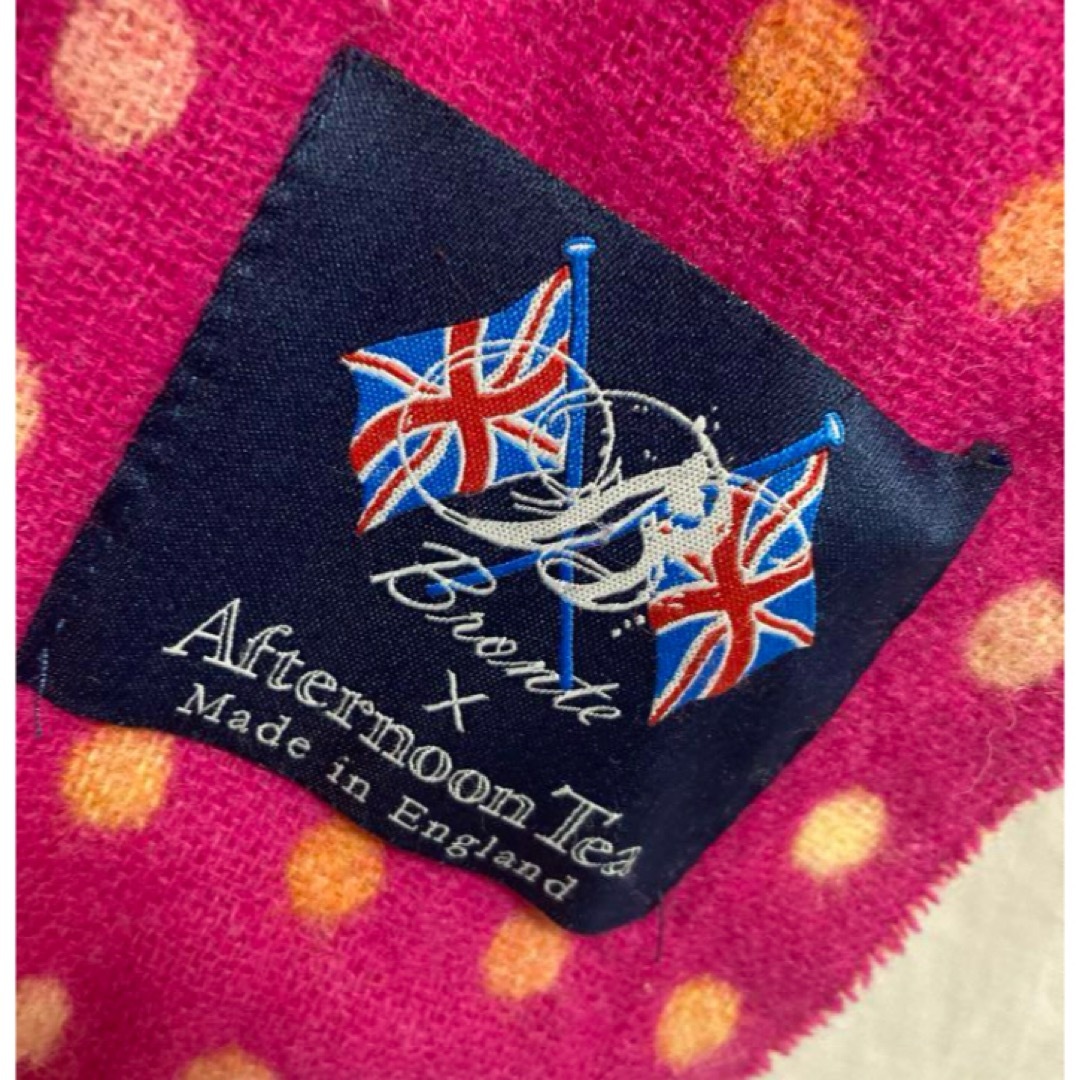 Bronte
X
Afternoon Tea
Made in England